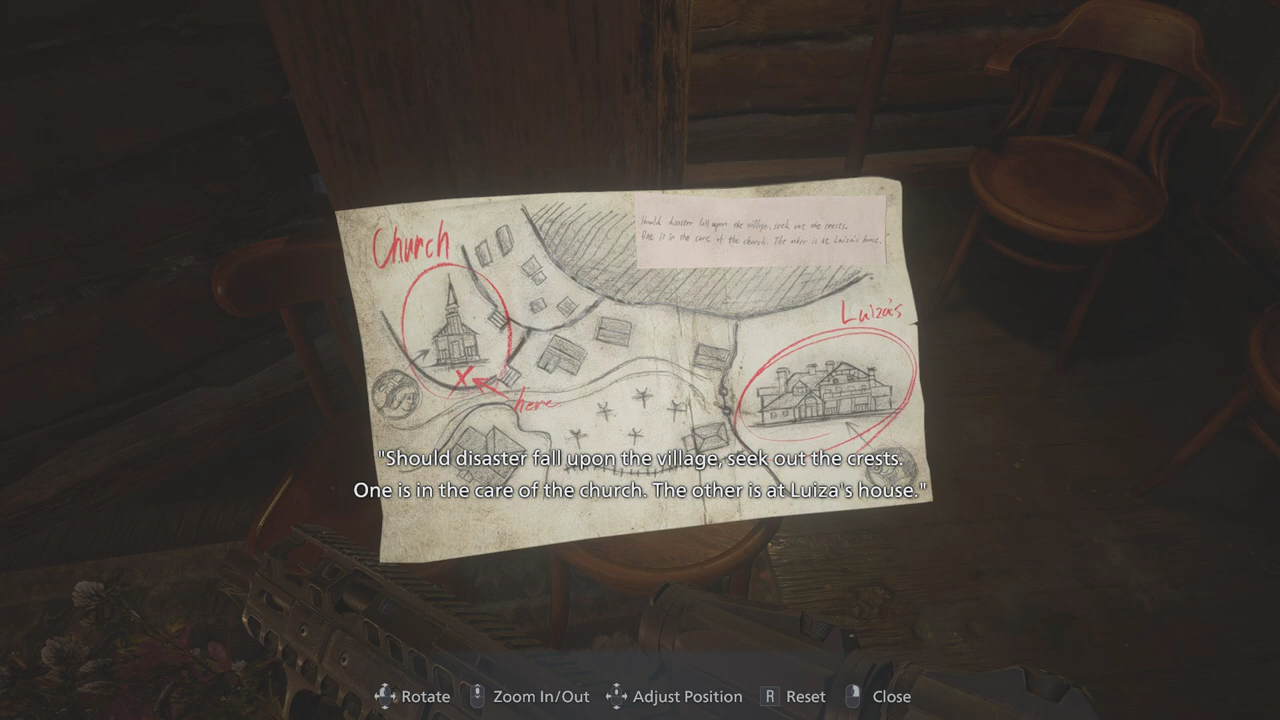 Church
Should disaster fall upon the village, seek out the crests.
One is in the care of the church. The other is at Luiza's house.
Luiza's
here
"Should disaster fall upon the village, seek out the crests.
One is in the care of the church. The other is at Luiza's house."
Rotate Zoom In/Out Adjust Position R Reset Close